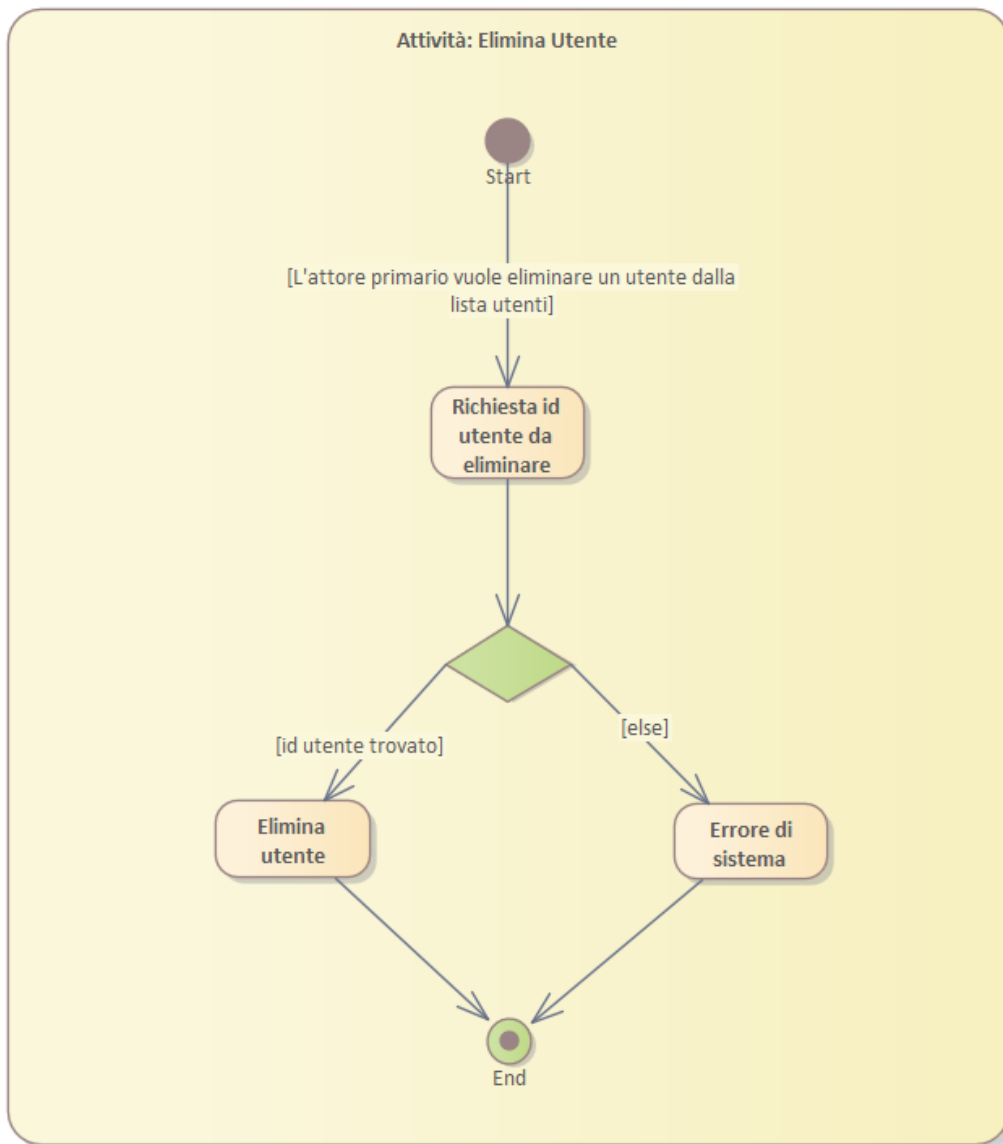 Attività: Elimina Utente
Start
[L'attore primario vuole eliminare un utente dalla
lista utenti]
Richiesta id
utente da
eliminare
[id utente trovato]
[else]
Elimina
utente
Errore di
sistema
End